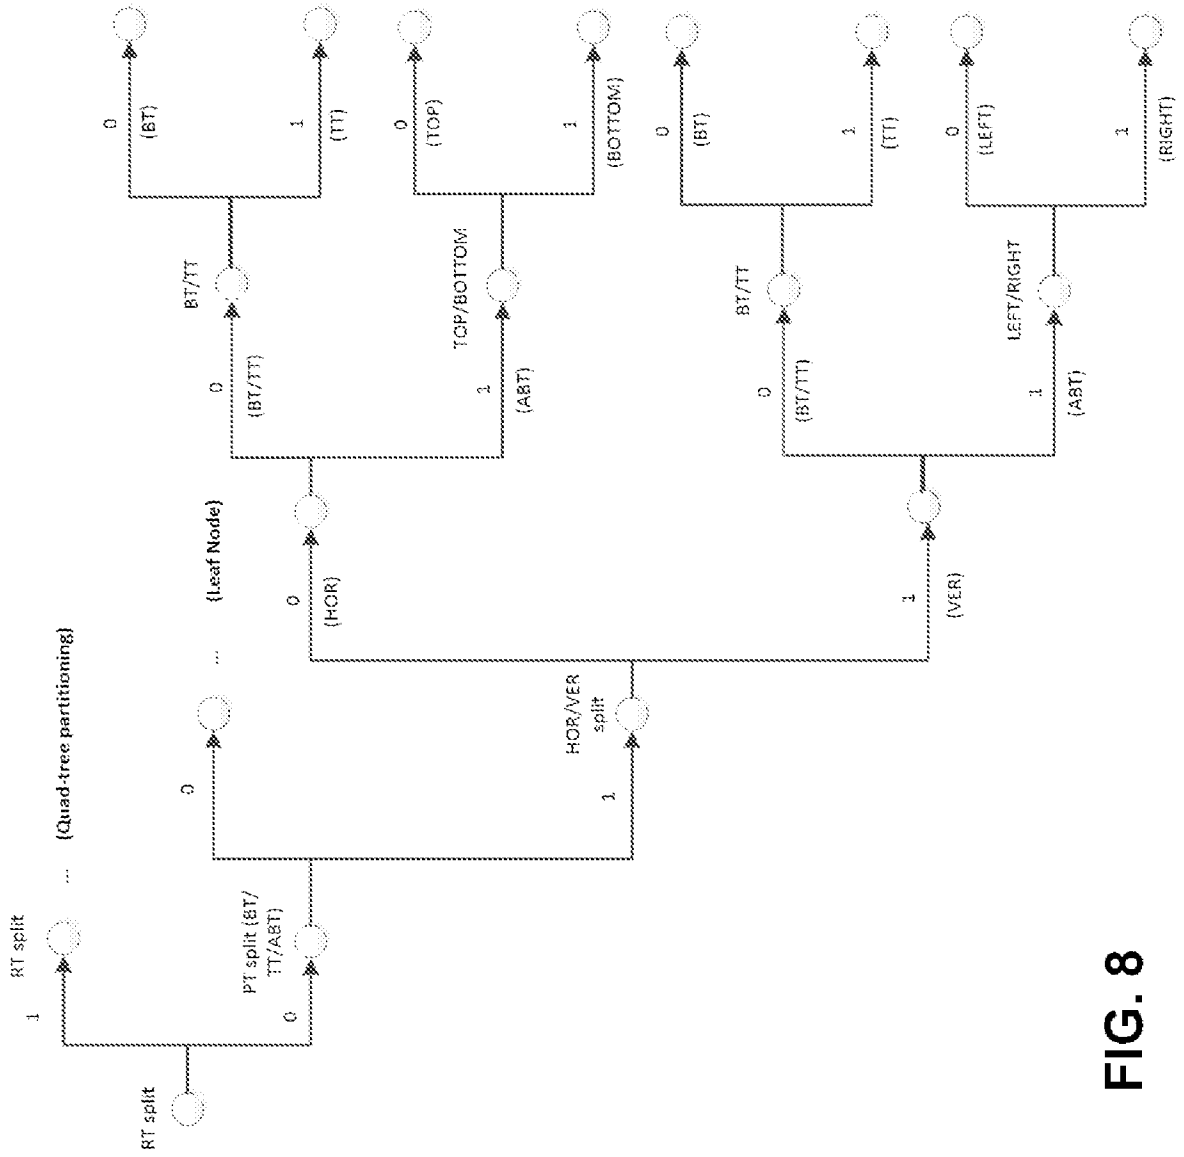 RT split
1
RT split
...
{Quad-tree partitioning}
0
PT split (BT/
TT/ABT)
0
...
{Leaf Node}
1
HOR/VER
split
0
(HOR)
1
(VER)
0
(BT/TT)
BT/TT
1
(ABT)
TOP/BOTTOM
0
(BT/TT)
BT/TT
1
(ABT)
LEFT/RIGHT
0
(BT)
1
(TT)
0
(TOP)
1
(BOTTOM)
0
(BT)
1
(TT)
0
(LEFT)
1
(RIGHT)
FIG. 8